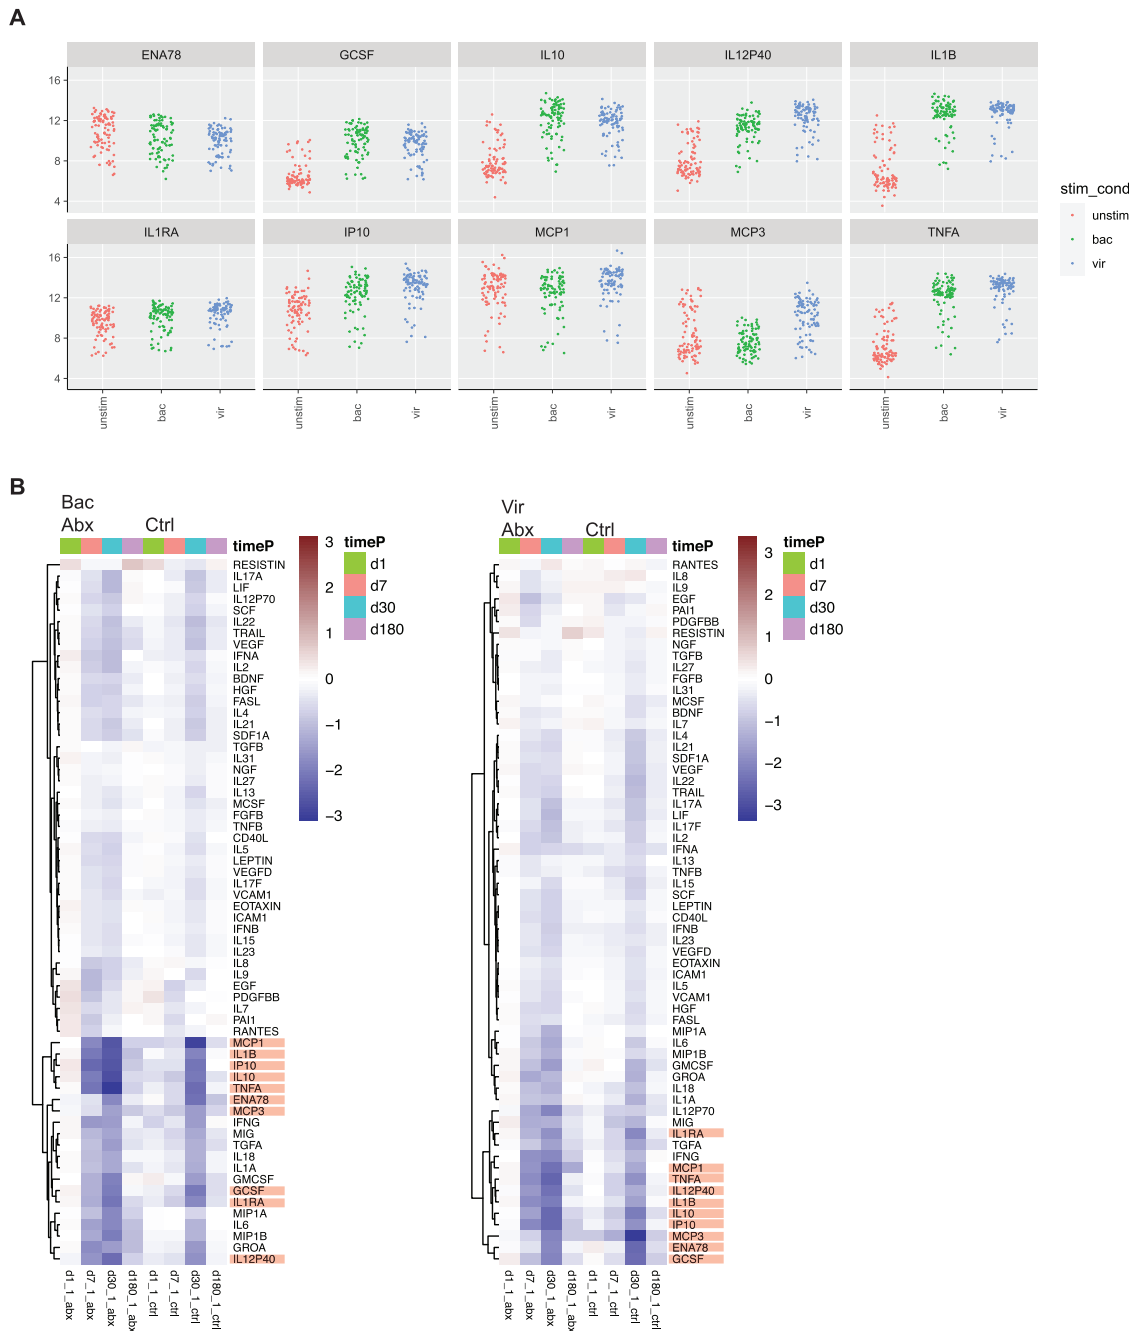 A
ENA78
GCSF
IL10
IL12P40
IL1B
16
12
8
4
IL1RA
IP10
MCP1
MCP3
TNFA
16
12
8
4
unstim
bac
vir
unstim
bac
vir
unstim
bac
vir
unstim
bac
vir
unstim
bac
vir
stim_cond
unstim
bac
vir
B
Bac
Abx
Ctrl
timeP
d1
d7
d30
d180
3
2
1
0
−1
−2
−3
RESISTIN
IL17A
LIF
IL12P70
SCF
IL22
TRAIL
VEGF
IFNA
IL2
BDNF
HGF
FASL
IL4
IL21
SDF1A
TGFB
IL31
NGF
IL27
IL13
MCSF
FGFB
TNFB
CD40L
IL5
LEPTIN
VEGFD
IL17F
VCAM1
EOTAXIN
ICAM1
IFNB
IL15
IL23
IL8
IL9
EGF
PDGFBB
IL7
PAI1
RANTES
MCP1
IL1B
IP10
IL10
TNFA
ENA78
MCP3
IFNG
MIG
TGFA
IL18
IL1A
GMCSF
GCSF
IL1RA
MIP1A
IL6
MIP1B
GROA
IL12P40
d1_1_abx
d7_1_abx
d30_1_abx
d180_1_abx
d1_1_ctrl
d7_1_ctrl
d30_1_ctrl
d180_1_ctrl
Vir
Abx
Ctrl
timeP
d1
d7
d30
d180
3
2
1
0
−1
−2
−3
RANTES
IL8
IL9
EGF
PAI1
PDGFBB
RESISTIN
NGF
TGFB
IL27
FGFB
IL31
MCSF
BDNF
IL7
IL4
IL21
SDF1A
VEGF
IL22
TRAIL
IL17A
LIF
IL17F
IL2
IFNA
IL13
TNFB
IL15
SCF
LEPTIN
CD40L
IFNB
IL23
VEGFD
EOTAXIN
ICAM1
IL5
VCAM1
HGF
FASL
MIP1A
IL6
MIP1B
GMCSF
GROA
IL18
IL1A
IL12P70
MIG
IL1RA
TGFA
IFNG
MCP1
TNFA
IL12P40
IL1B
IL10
IP10
MCP3
ENA78
GCSF
d1_1_abx
d7_1_abx
d30_1_abx
d180_1_abx
d1_1_ctrl
d7_1_ctrl
d30_1_ctrl
d180_1_ctrl